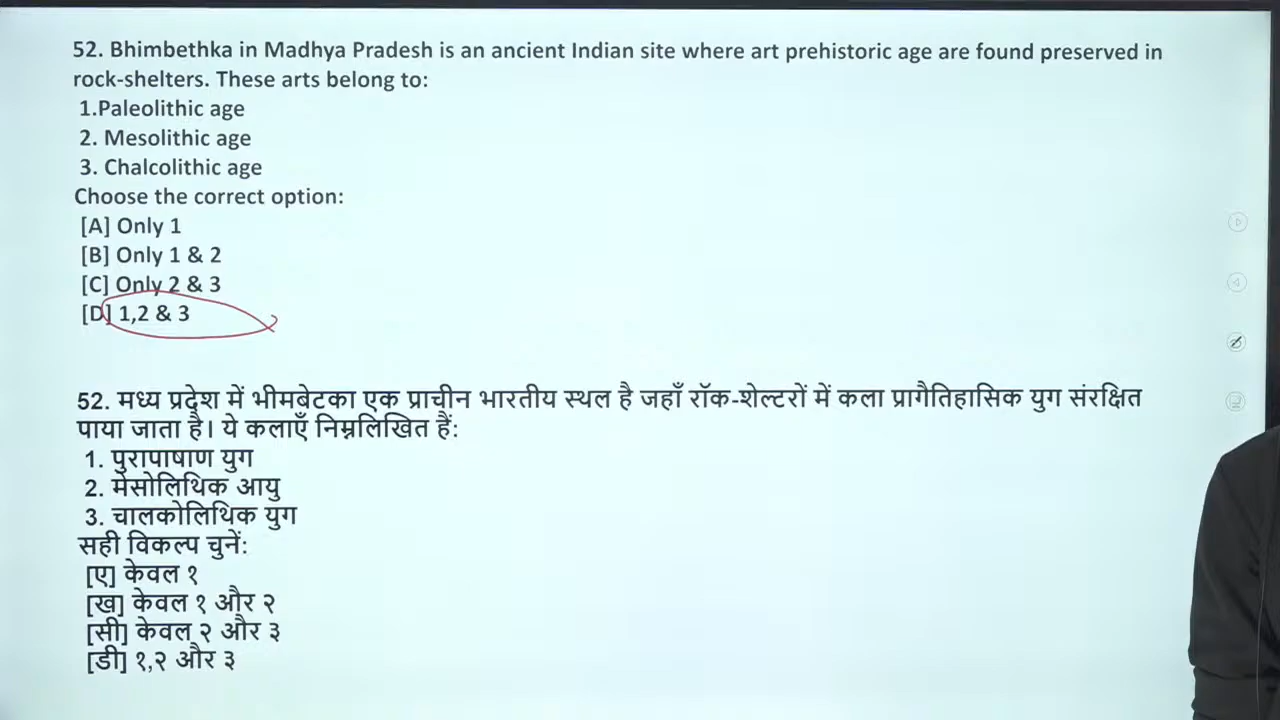 52. Bhimbethka in Madhya Pradesh is an ancient Indian site where art prehistoric age are found preserved in
rock-shelters. These arts belong to:
1.Paleolithic age
2. Mesolithic age
3. Chalcolithic age
Choose the correct option:
[A] Only 1
[B] Only 1 & 2
[C] Only 2 & 3
[D] 1,2 & 3
52. मध्य प्रदेश में भीमबेटका एक प्राचीन भारतीय स्थल है जहाँ रॉक-शेल्टरों में कला प्रागैतिहासिक युग संरक्षित
पाया जाता है। ये कलाएँ निम्नलिखित हैं:
1. पुरापाषाण युग
2. मेसोलिथिक आयु
3. चालकोलिथिक युग
सही विकल्प चुनें:
[ए] केवल १
[ख] केवल १ और २
[सी] केवल २ और ३
[डी] १,२ और ३